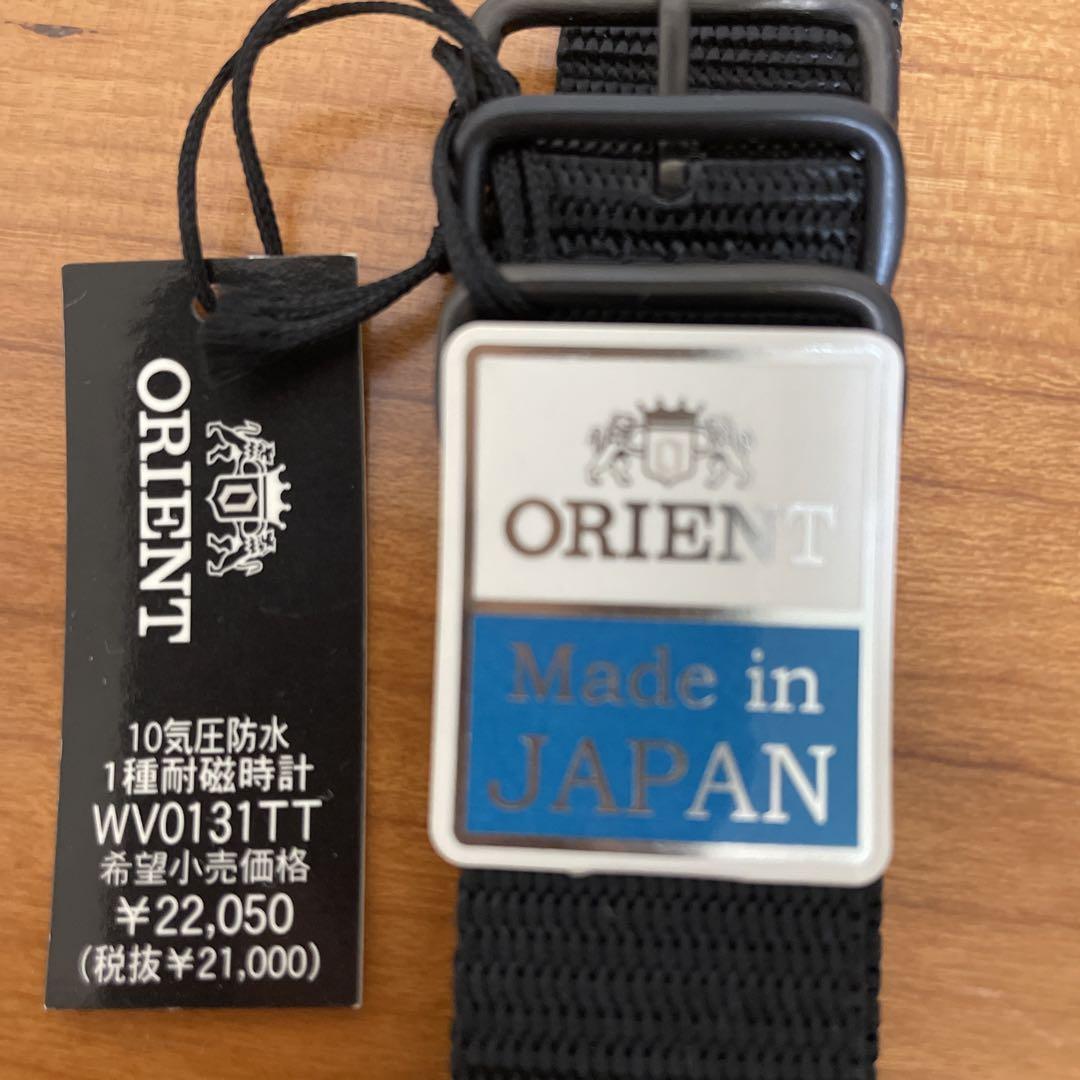 ORIENT
10気圧防水
1種耐磁時計
WV0131TT
希望小売価格
¥22,050
(税抜¥21,000)
ORIENT
Made in
JAPAN